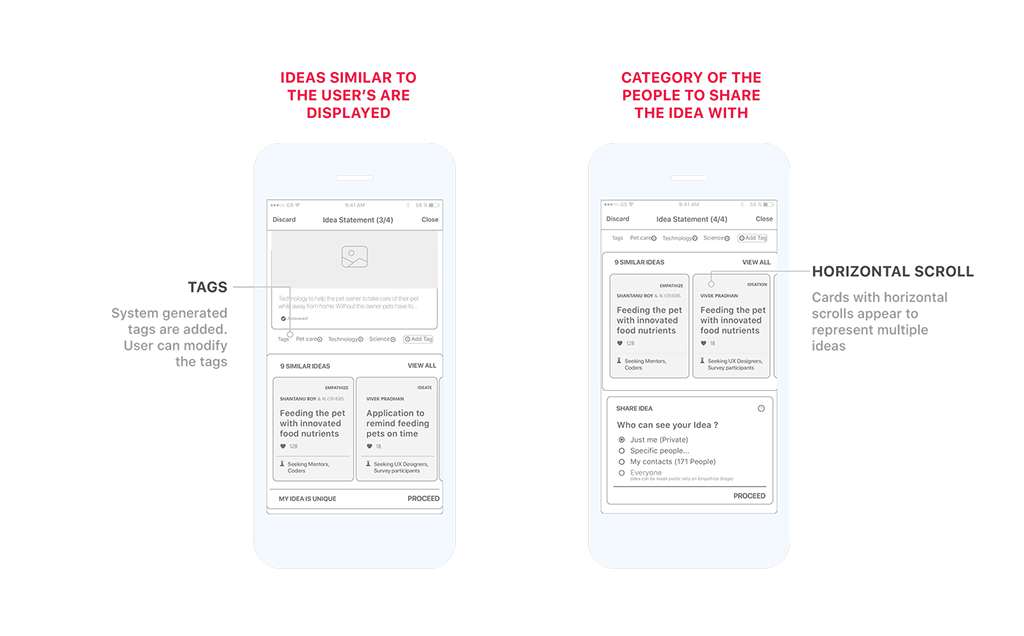 IDEAS SIMILAR TO
THE USER'S ARE
DISPLAYED
GS 9:41 AM 58 %
Discard Idea Statement (3/4) Close
Technology to help the pet owner to take care of their pet
while away from home. Without the owner pets have to...
Autosaved
Tags Pet care Technology Science Add Tag
9 SIMILAR IDEAS VIEW ALL
EMPATHIZE
SHANTANU ROY & 16 OTHERS
Feeding the pet
with innovated
food nutrients
128
Seeking Mentors,
Coders
IDEATE
VIVEK PRADHAN
Application to
remind feeding
pets on time
18
Seeking UX Designers,
Survey participants
MY IDEA IS UNIQUE PROCEED
TAGS
System generated
tags are added.
User can modify
the tags
CATEGORY OF THE
PEOPLE TO SHARE
THE IDEA WITH
GS 9:41 AM 58 %
Discard Idea Statement (4/4) Close
Tags Pet care Technology Science Add Tag
9 SIMILAR IDEAS VIEW ALL
EMPATHIZE
SHANTANU ROY & 16 OTHERS
Feeding the pet
with innovated
food nutrients
128
Seeking Mentors,
Coders
IDEATION
VIVEK PRADHAN
Feeding the pet
with innovated
food nutrients
18
Seeking UX Designers,
Survey participants
SHARE IDEA
Who can see your Idea ?
Just me (Private)
Specific people...
My contacts (171 People)
Everyone
(Idea can be made public only on Empathize Stage)
PROCEED
HORIZONTAL SCROLL
Cards with horizontal
scrolls appear to
represent multiple
ideas